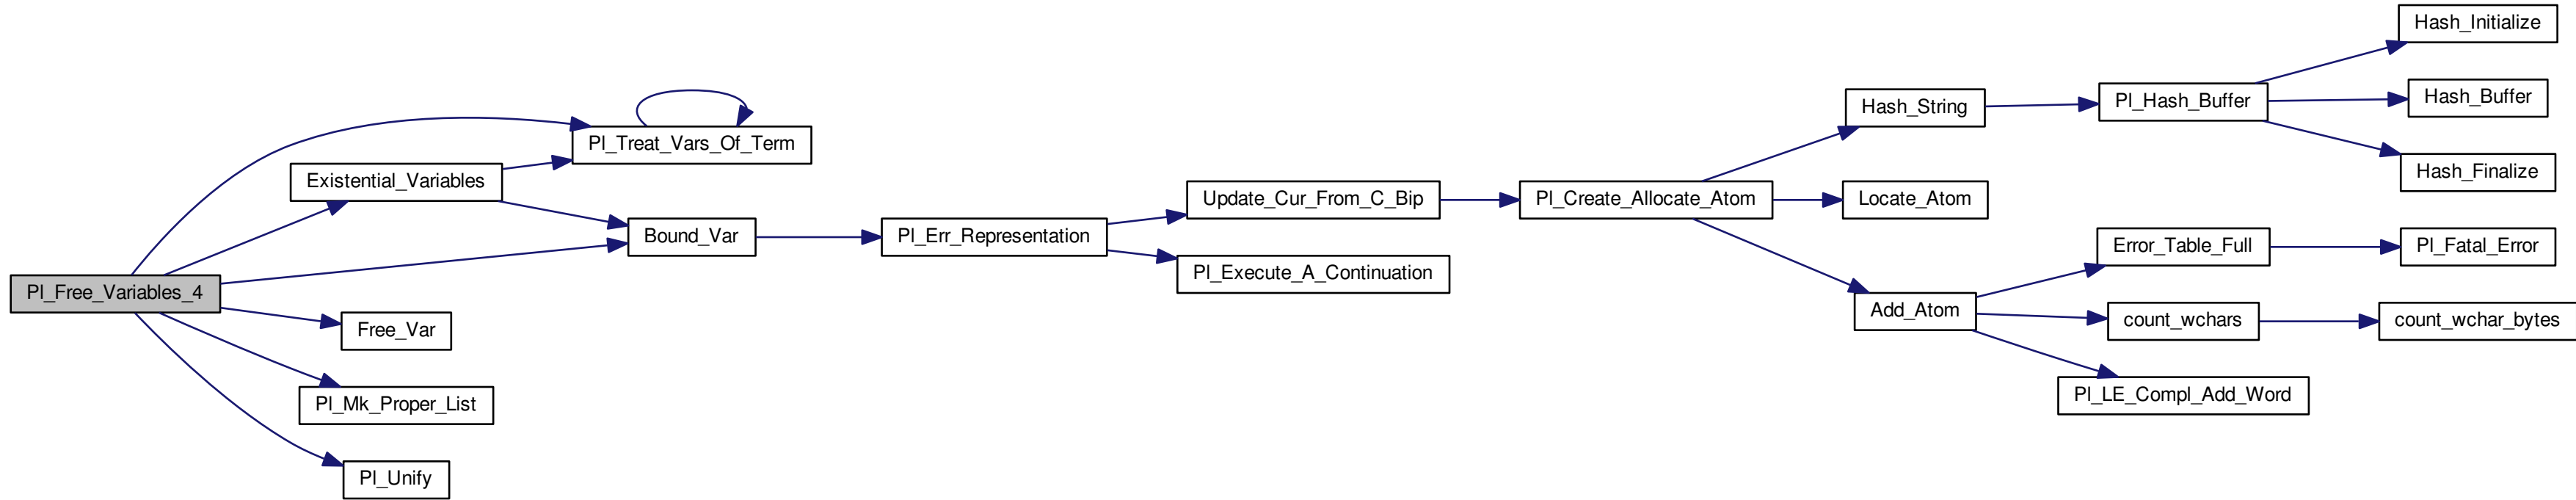 Pl_Free_Variables_4
Existential_Variables
Pl_Treat_Vars_Of_Term
Bound_Var
Free_Var
Pl_Mk_Proper_List
Pl_Unify
Pl_Err_Representation
Update_Cur_From_C_Bip
Pl_Execute_A_Continuation
Pl_Create_Allocate_Atom
Hash_String
Locate_Atom
Add_Atom
Pl_Hash_Buffer
Hash_Initialize
Hash_Buffer
Hash_Finalize
Error_Table_Full
Pl_Fatal_Error
count_wchars
count_wchar_bytes
Pl_LE_Compl_Add_Word